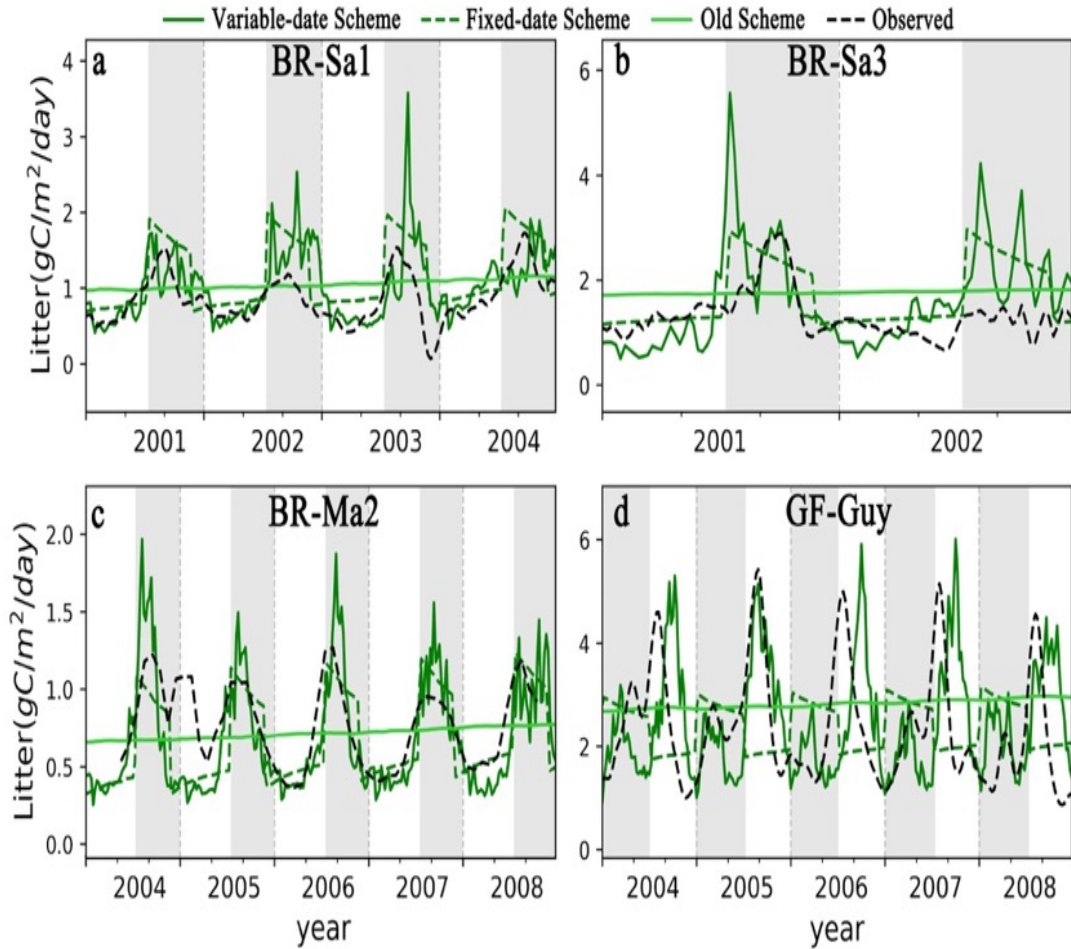 Variable-date Scheme Fixed-date Scheme Old Scheme Observed
a BR-Sa1
Litter(gC/m²/day)
4
3
2
1
0
2001 2002 2003 2004
b BR-Sa3
6
4
2
0
2001 2002
c BR-Ma2
Litter(gC/m²/day)
2.0
1.5
1.0
0.5
0.0
2004 2005 2006 2007 2008
year
d GF-Guy
6
4
2
0
2004 2005 2006 2007 2008
year